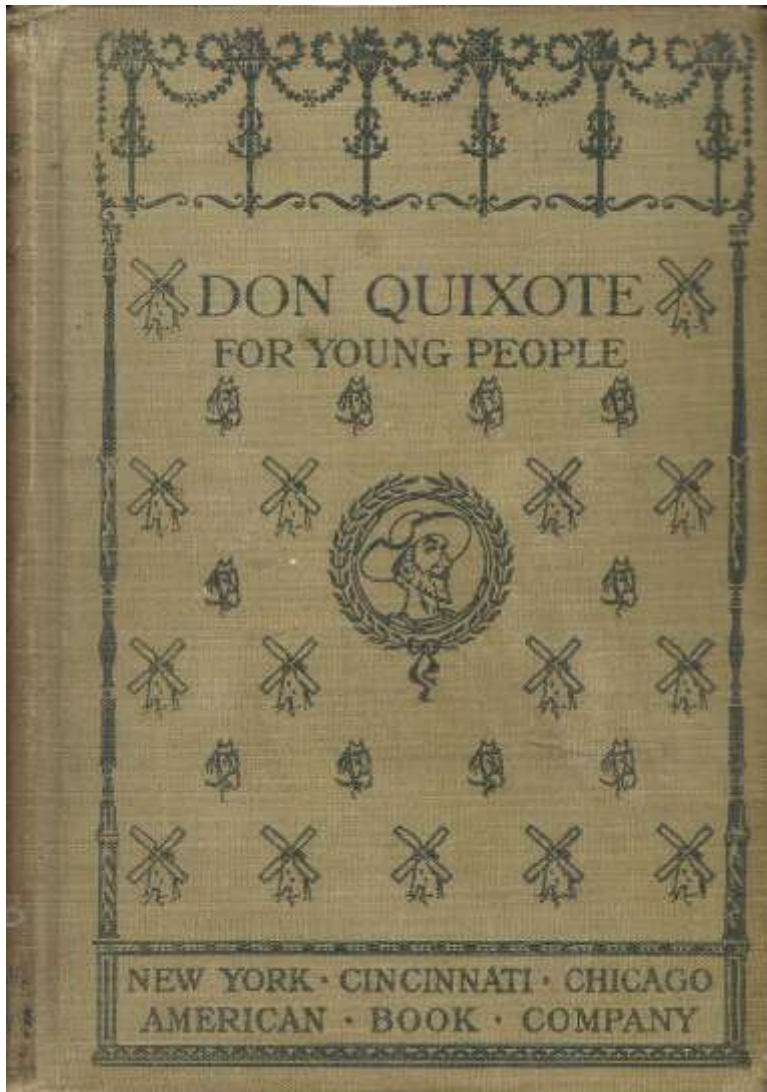 DON QUIXOTE
FOR YOUNG PEOPLE
NEW YORK · CINCINNATI · CHICAGO
AMERICAN · BOOK · COMPANY